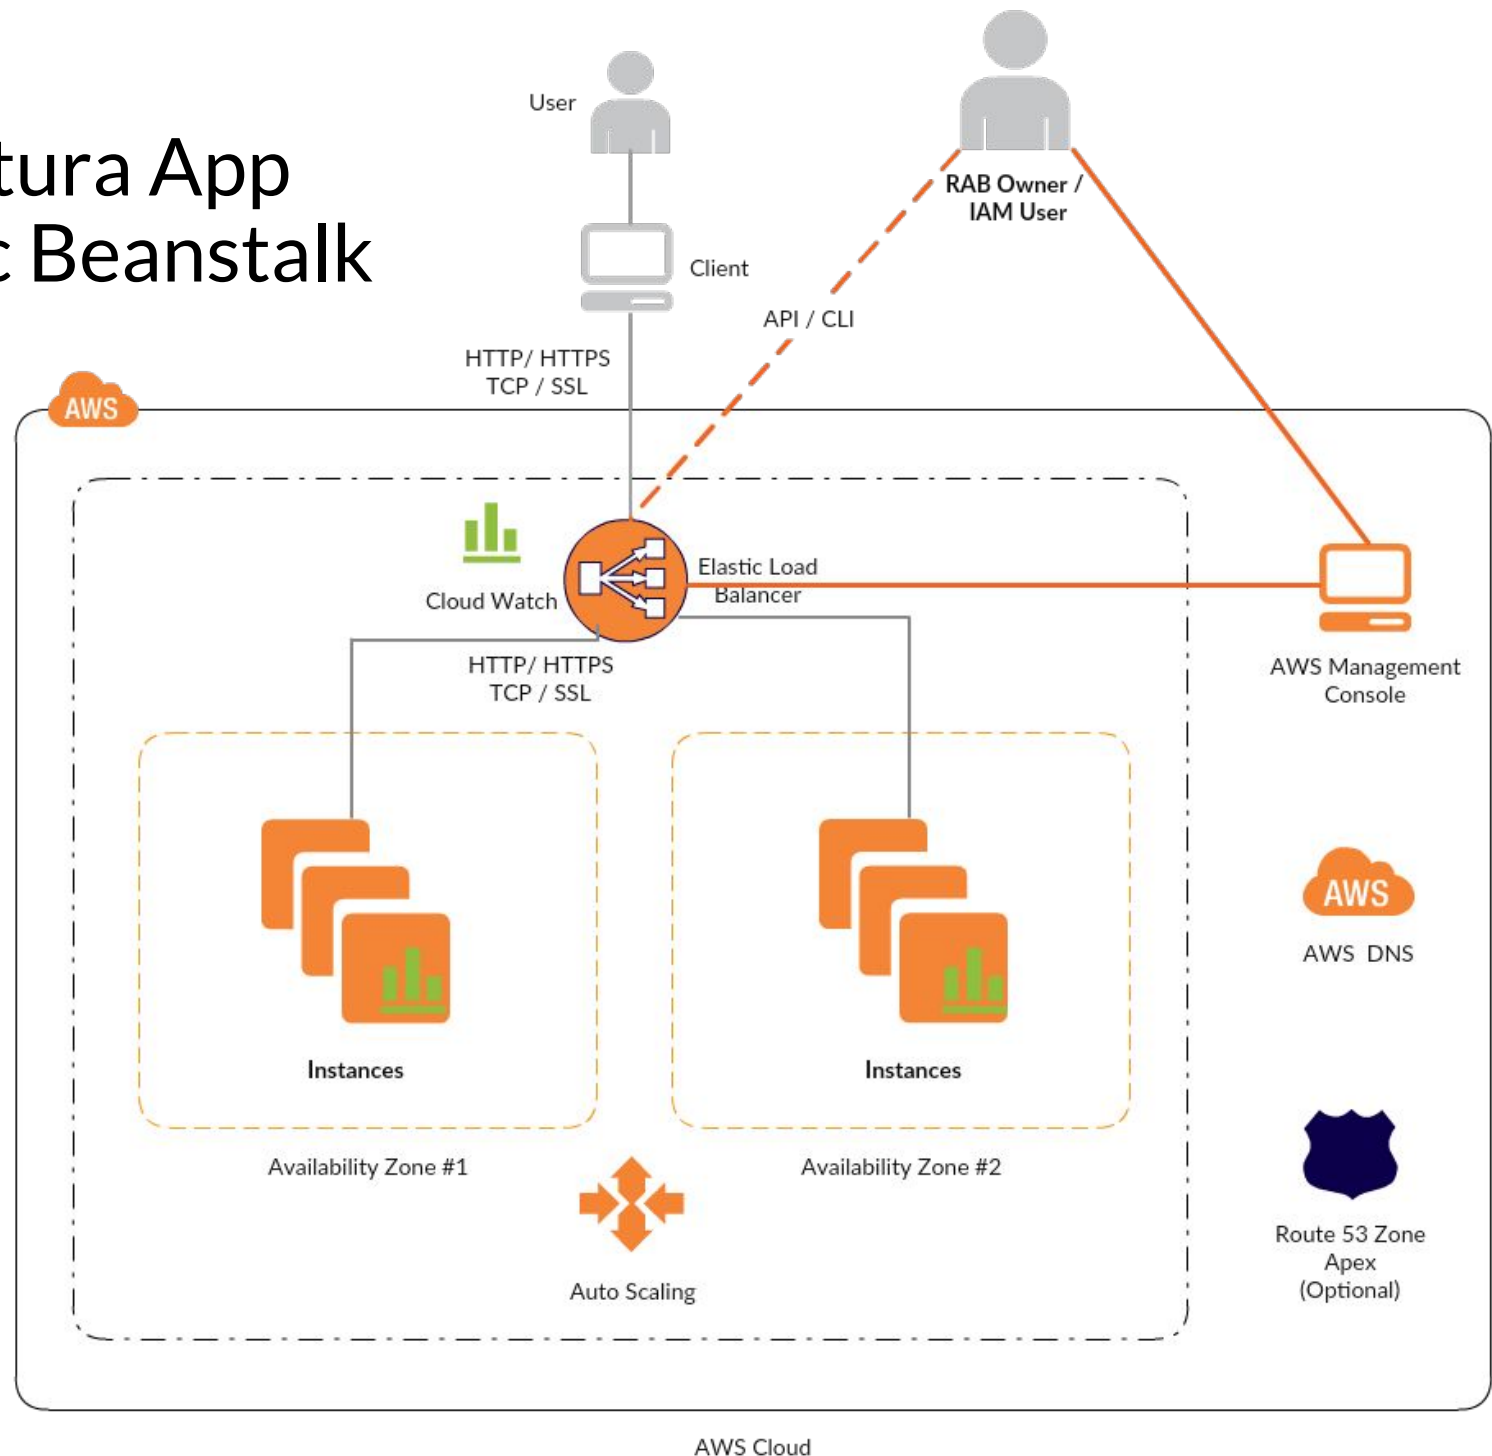 tura App
c Beanstalk
User
RAB Owner /
IAM User
Client
API / CLI
HTTP/ HTTPS
TCP / SSL
AWS
Elastic Load
Balancer
Cloud Watch
HTTP/ HTTPS
TCP / SSL
AWS Management
Console
AWS
AWS DNS
Instances
Instances
Availability Zone #1
Availability Zone #2
Route 53 Zone
Apex
(Optional)
Auto Scaling
AWS Cloud